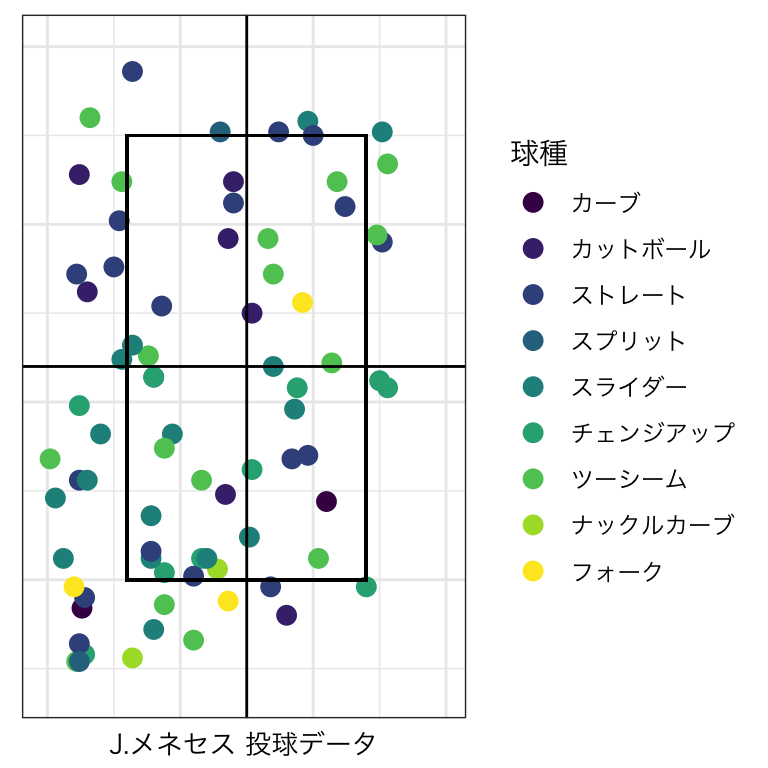 球種
カーブ
カットボール
ストレート
スプリット
スライダー
チェンジアップ
ツーシーム
ナックルカーブ
フォーク
J.メネセス 投球データ